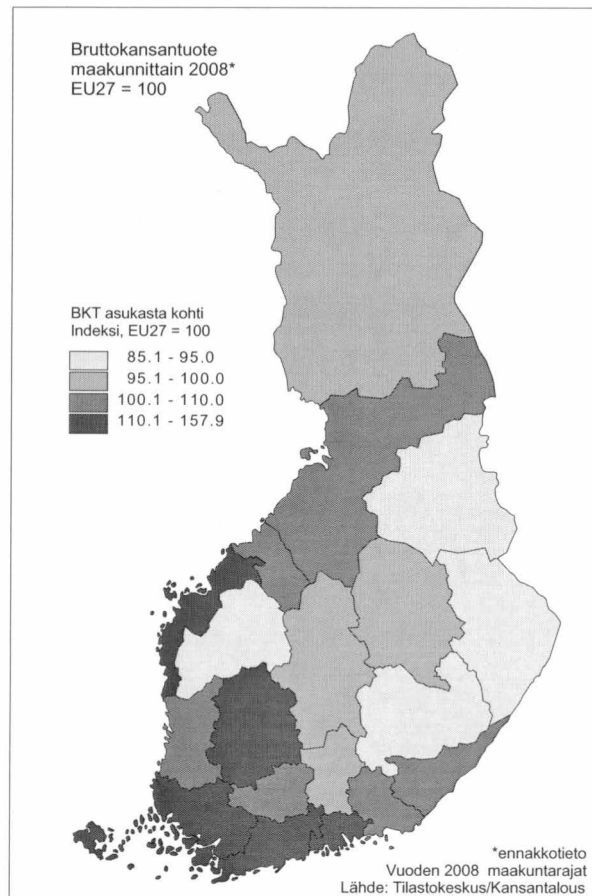 Bruttokansantuote
maakunnittain 2008*
EU27 = 100
BKT asukasta kohti
Indeksi, EU27 = 100
85.1 - 95.0
95.1 - 100.0
100.1 - 110.0
110.1 - 157.9
*ennakkotieto
Vuoden 2008 maakuntarajat
Lähde: Tilastokeskus/Kansantalous